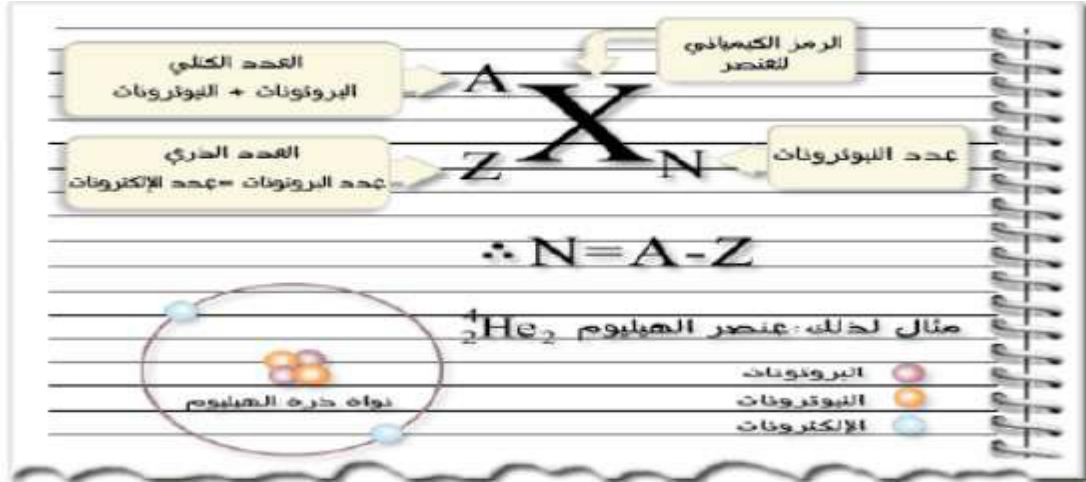 الرمز الكيميائي
للعنصر
العدد الكتلي
البروتونات + النيوترونات
A
X
Z
N
عدد النيوترونات
العدد الذري
عدد البروتونات =عدد الإلكترونات
∴ N=A-Z
مثال لذلك:عنصر الهيليوم ⁴₂He₂
البروتونات
النيوترونات
الإلكترونات
نواة ذرة الهيليوم